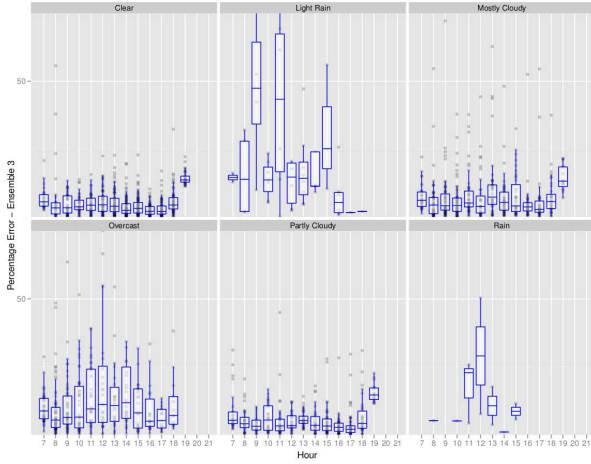 Clear
Light Rain
Mostly Cloudy
50
Percentage Error – Ensemble 3
Overcast
Partly Cloudy
Rain
50
7 8 9 10 11 12 13 14 15 16 17 18 19 20 21
7 8 9 10 11 12 13 14 15 16 17 18 19 20 21
7 8 9 10 11 12 13 14 15 16 17 18 19 20 21
Hour